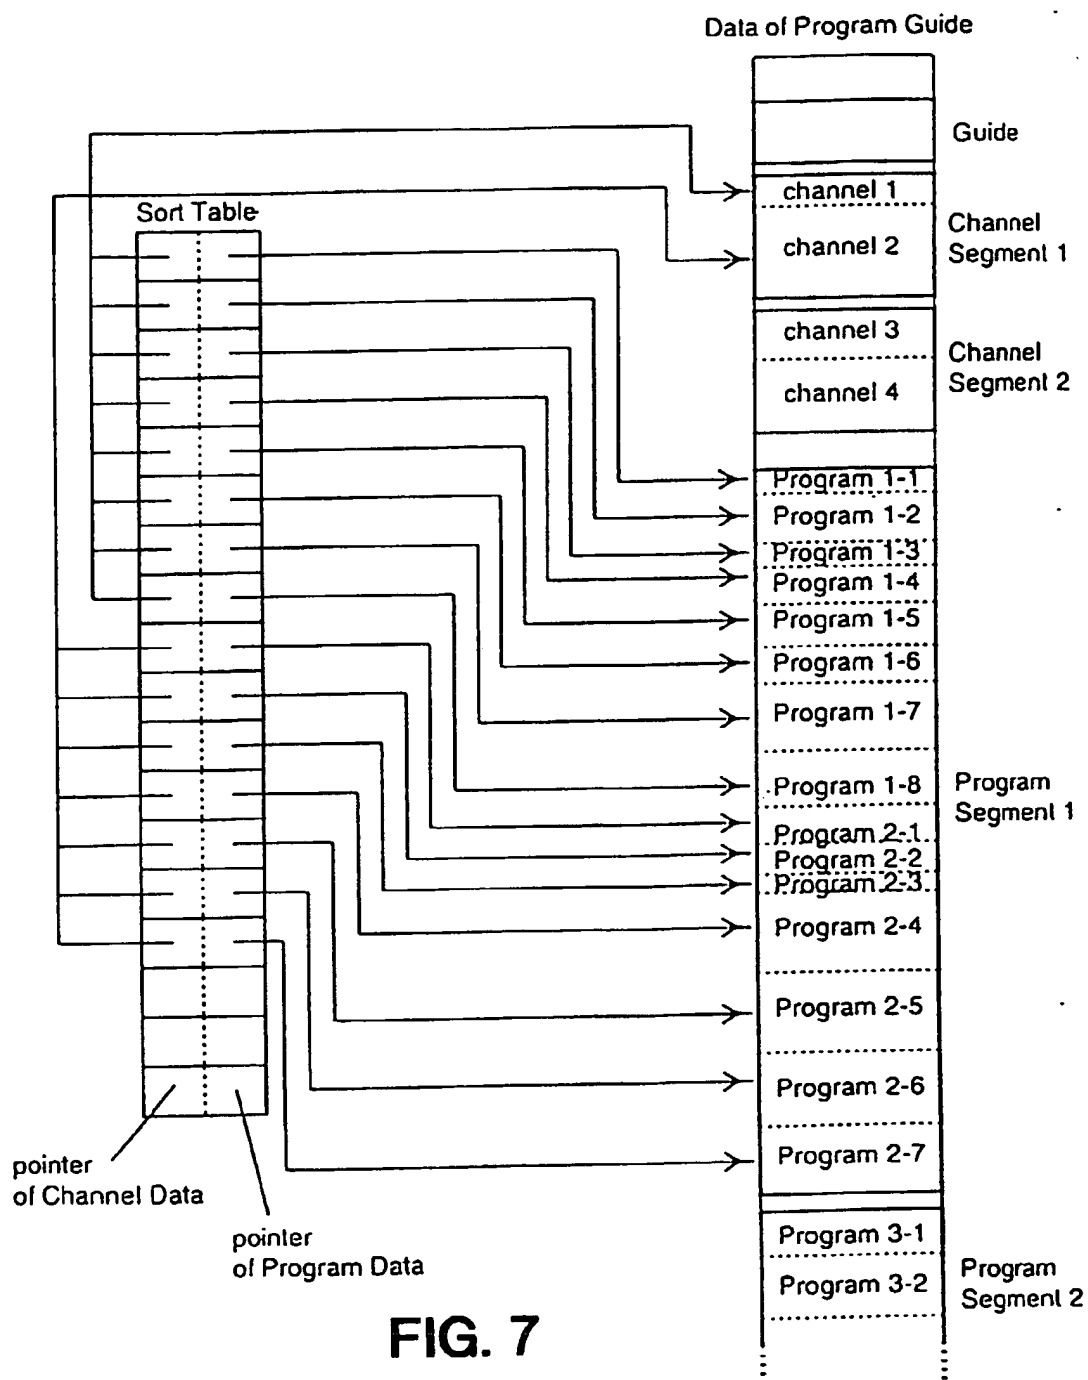 Data of Program Guide
Guide
channel 1
channel 2
Channel
Segment 1
channel 3
channel 4
Channel
Segment 2
Sort Table
Program 1-1
Program 1-2
Program 1-3
Program 1-4
Program 1-5
Program 1-6
Program 1-7
Program 1-8
Program 2-1
Program 2-2
Program 2-3
Program 2-4
Program 2-5
Program 2-6
Program 2-7
Program
Segment 1
Program 3-1
Program 3-2
Program
Segment 2
pointer
of Channel Data
pointer
of Program Data
FIG. 7